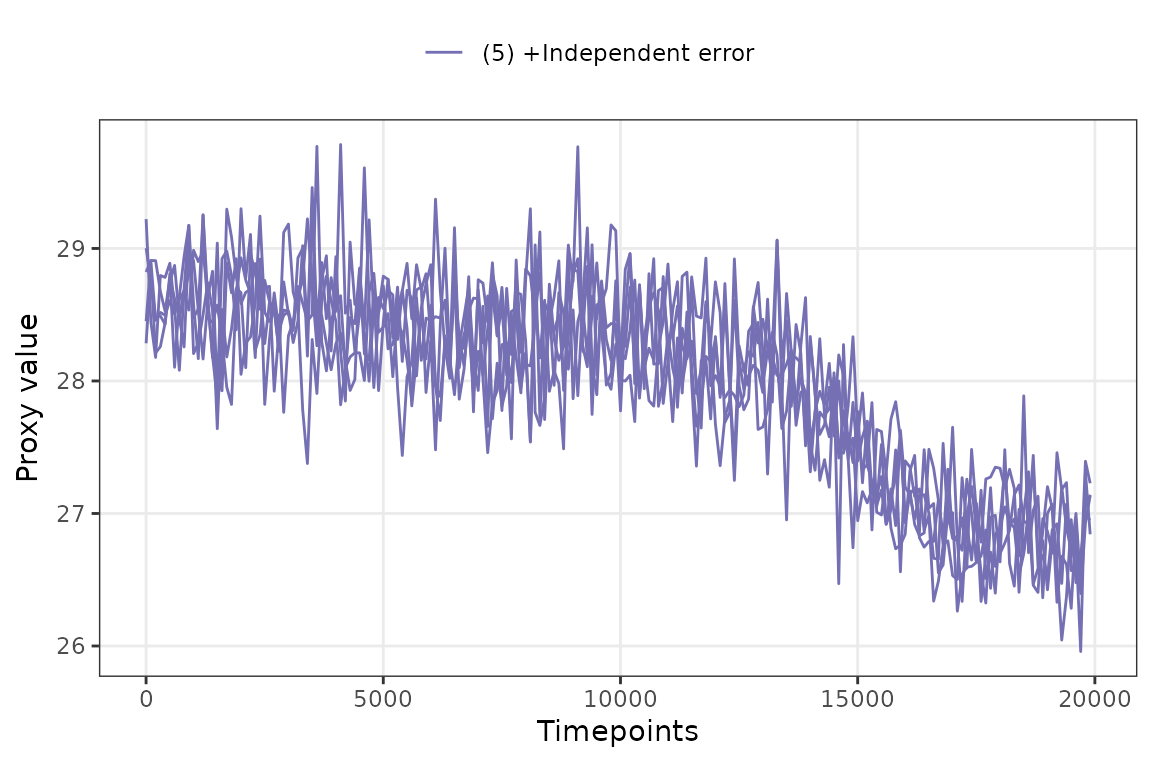 (5) +Independent error
Proxy value
29
28
27
26
0 5000 10000 15000 20000
Timepoints